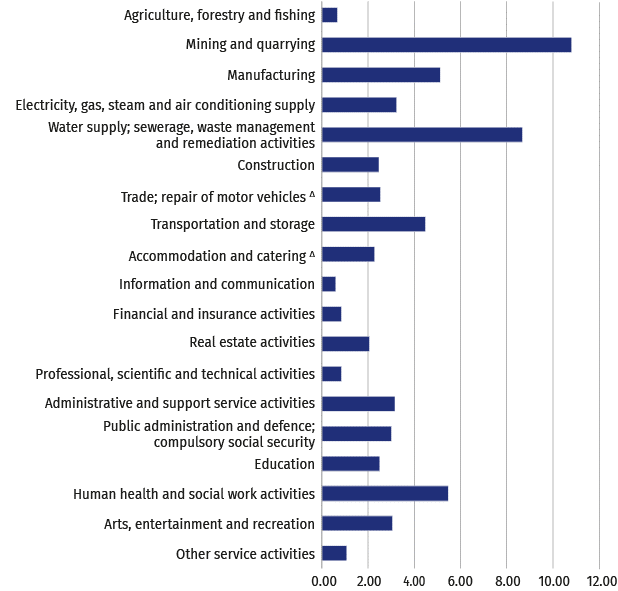 Agriculture, forestry and fishing
Mining and quarrying
Manufacturing
Electricity, gas, steam and air conditioning supply
Water supply; sewerage, waste management
and remediation activities
Construction
Trade; repair of motor vehicles Δ
Transportation and storage
Accommodation and catering Δ
Information and communication
Financial and insurance activities
Real estate activities
Professional, scientific and technical activities
Administrative and support service activities
Public administration and defence;
compulsory social security
Education
Human health and social work activities
Arts, entertainment and recreation
Other service activities
0.00 2.00 4.00 6.00 8.00 10.00 12.00